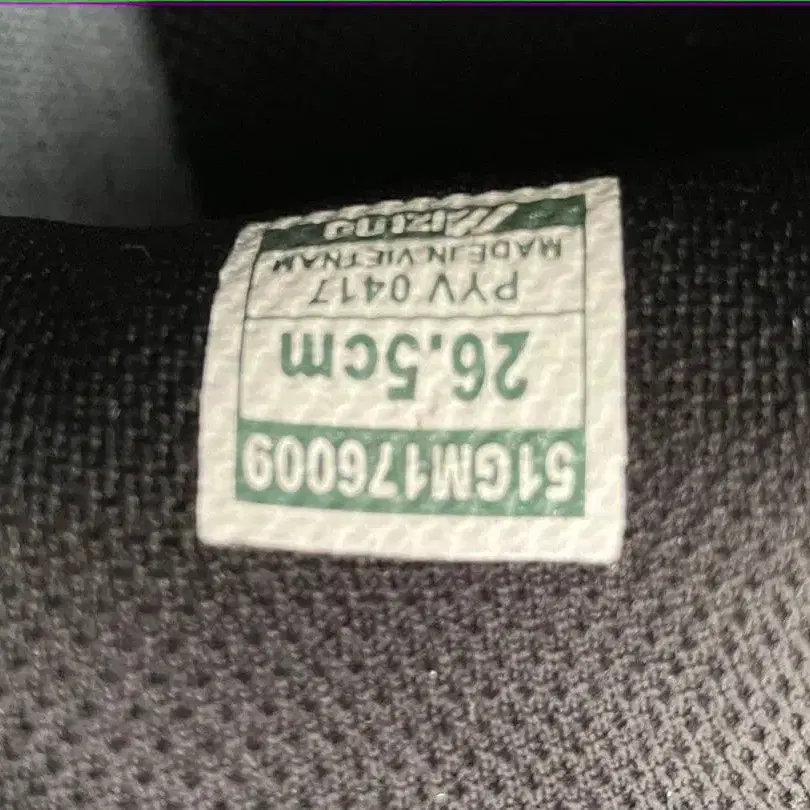 51GM176009
26.5cm
PYV 0417
MADE IN VIETNAM
MIZUNO